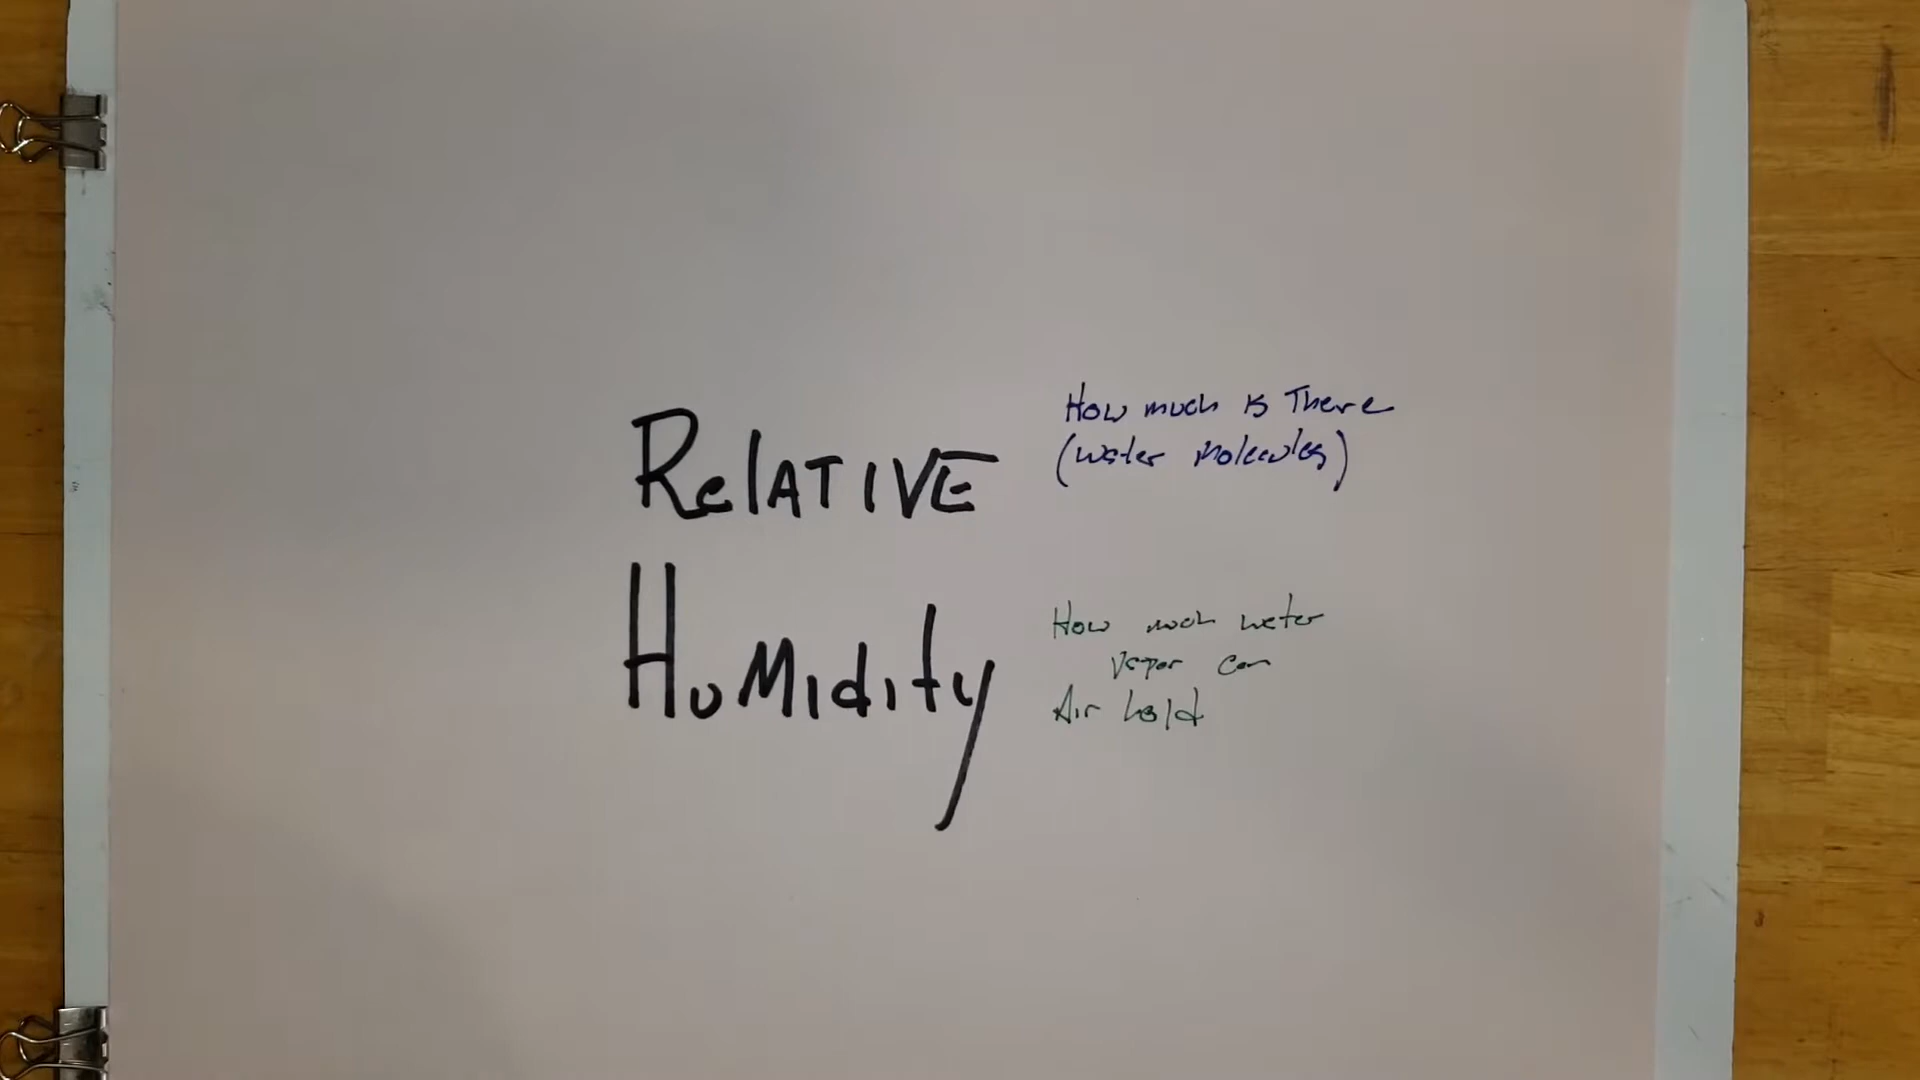 RelATIVE
HuMidity
How much is There
(water molecules)
How much water
vapor can
Air hold